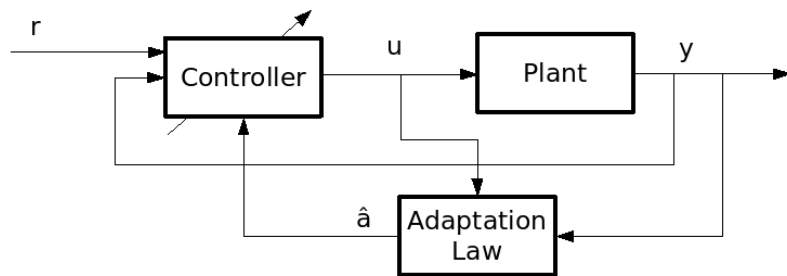 r
Controller
u
Plant
y
â
Adaptation
Law